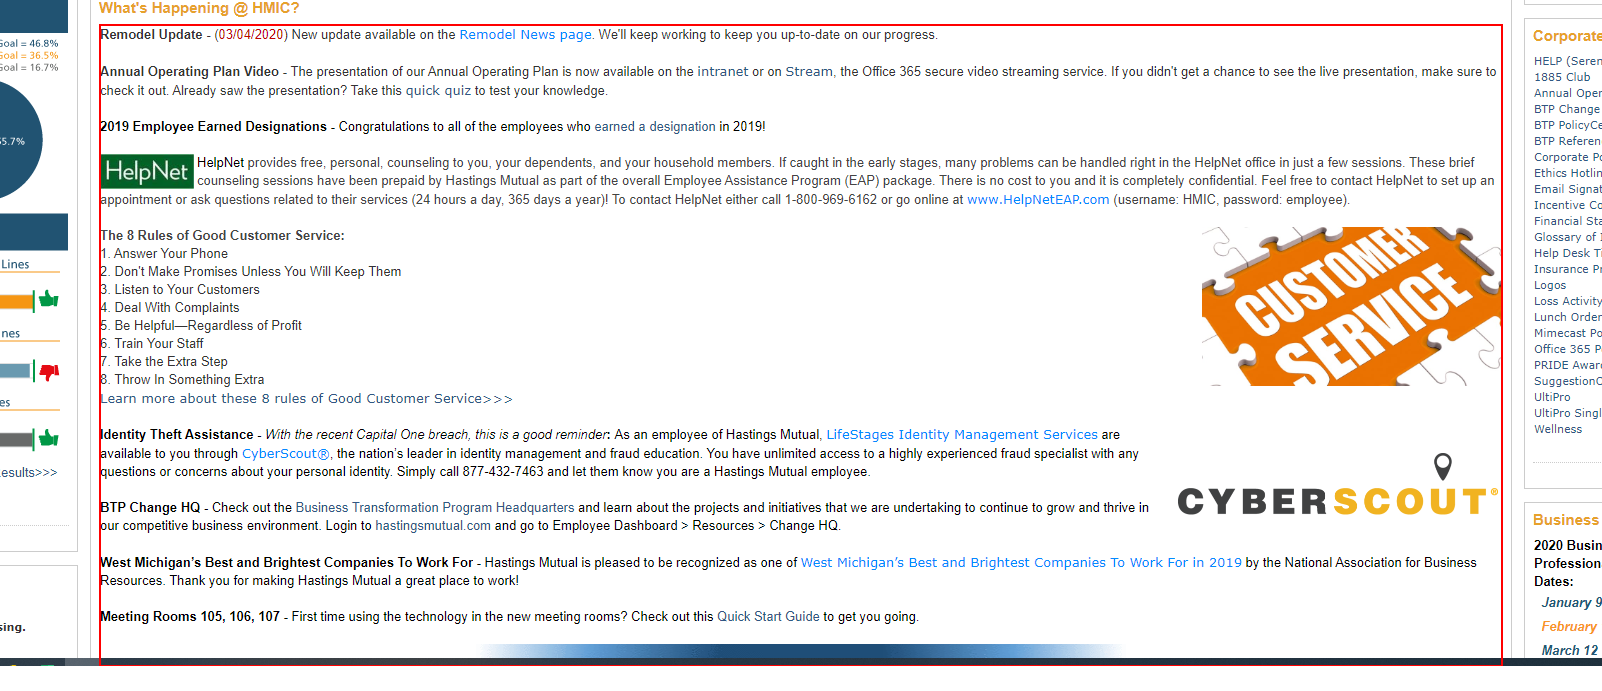 What's Happening @ HMIC?
Remodel Update - (03/04/2020) New update available on the Remodel News page. We'll keep working to keep you up-to-date on our progress.
Annual Operating Plan Video - The presentation of our Annual Operating Plan is now available on the intranet or on Stream, the Office 365 secure video streaming service. If you didn't get a chance to see the live presentation, make sure to
check it out. Already saw the presentation? Take this quick quiz to test your knowledge.
2019 Employee Earned Designations - Congratulations to all of the employees who earned a designation in 2019!
HelpNet
HelpNet provides free, personal, counseling to you, your dependents, and your household members. If caught in the early stages, many problems can be handled right in the HelpNet office in just a few sessions. These brief
counseling sessions have been prepaid by Hastings Mutual as part of the overall Employee Assistance Program (EAP) package. There is no cost to you and it is completely confidential. Feel free to contact HelpNet to set up an
appointment or ask questions related to their services (24 hours a day, 365 days a year)! To contact HelpNet either call 1-800-969-6162 or go online at www.HelpNetEAP.com (username: HMIC, password: employee).
The 8 Rules of Good Customer Service:
1. Answer Your Phone
2. Don't Make Promises Unless You Will Keep Them
3. Listen to Your Customers
4. Deal With Complaints
5. Be Helpful—Regardless of Profit
6. Train Your Staff
7. Take the Extra Step
8. Throw In Something Extra
Learn more about these 8 rules of Good Customer Service>>>
CUSTOMER
SERVICE
Identity Theft Assistance - With the recent Capital One breach, this is a good reminder: As an employee of Hastings Mutual, LifeStages Identity Management Services are
available to you through CyberScout®, the nation's leader in identity management and fraud education. You have unlimited access to a highly experienced fraud specialist with any
questions or concerns about your personal identity. Simply call 877-432-7463 and let them know you are a Hastings Mutual employee.
CYBERSCOUT®
BTP Change HQ - Check out the Business Transformation Program Headquarters and learn about the projects and initiatives that we are undertaking to continue to grow and thrive in
our competitive business environment. Login to hastingsmutual.com and go to Employee Dashboard > Resources > Change HQ.
West Michigan's Best and Brightest Companies To Work For - Hastings Mutual is pleased to be recognized as one of West Michigan's Best and Brightest Companies To Work For in 2019 by the National Association for Business
Resources. Thank you for making Hastings Mutual a great place to work!
Meeting Rooms 105, 106, 107 - First time using the technology in the new meeting rooms? Check out this Quick Start Guide to get you going.
Goal = 46.8%
Goal = 36.5%
Goal = 16.7%
55.7%
Lines
nes
es
esults>>>
sing.
Corporate
HELP (Seren
1885 Club
Annual Oper
BTP Change
BTP PolicyCe
BTP Referen
Corporate Po
Ethics Hotlin
Email Signat
Incentive Co
Financial Sta
Glossary of I
Help Desk Ti
Insurance Pr
Logos
Loss Activity
Lunch Order
Mimecast Po
Office 365 P
PRIDE Awar
SuggestionC
UltiPro
UltiPro Singl
Wellness
Business
2020 Busin
Profession
Dates:
January 9
February
March 12